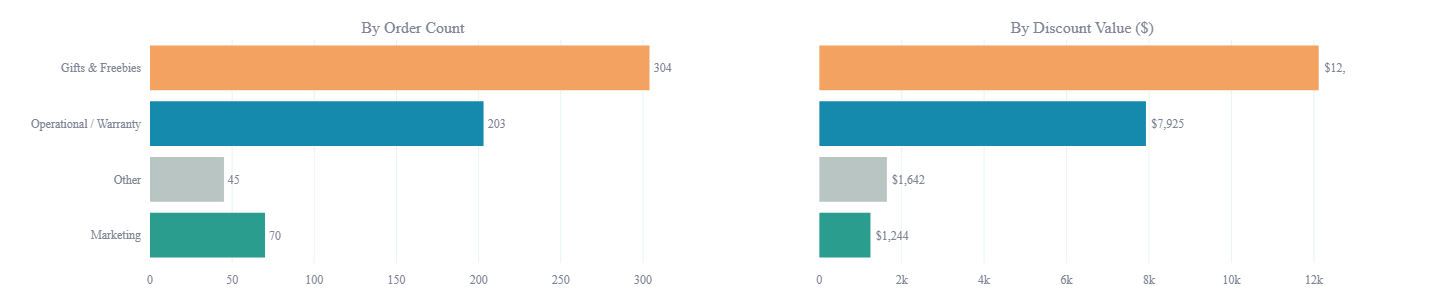 By Order Count
Gifts & Freebies 304
Operational / Warranty 203
Other 45
Marketing 70
0 50 100 150 200 250 300
By Discount Value ($)
$12,
$7,925
$1,642
$1,244
0 2k 4k 6k 8k 10k 12k